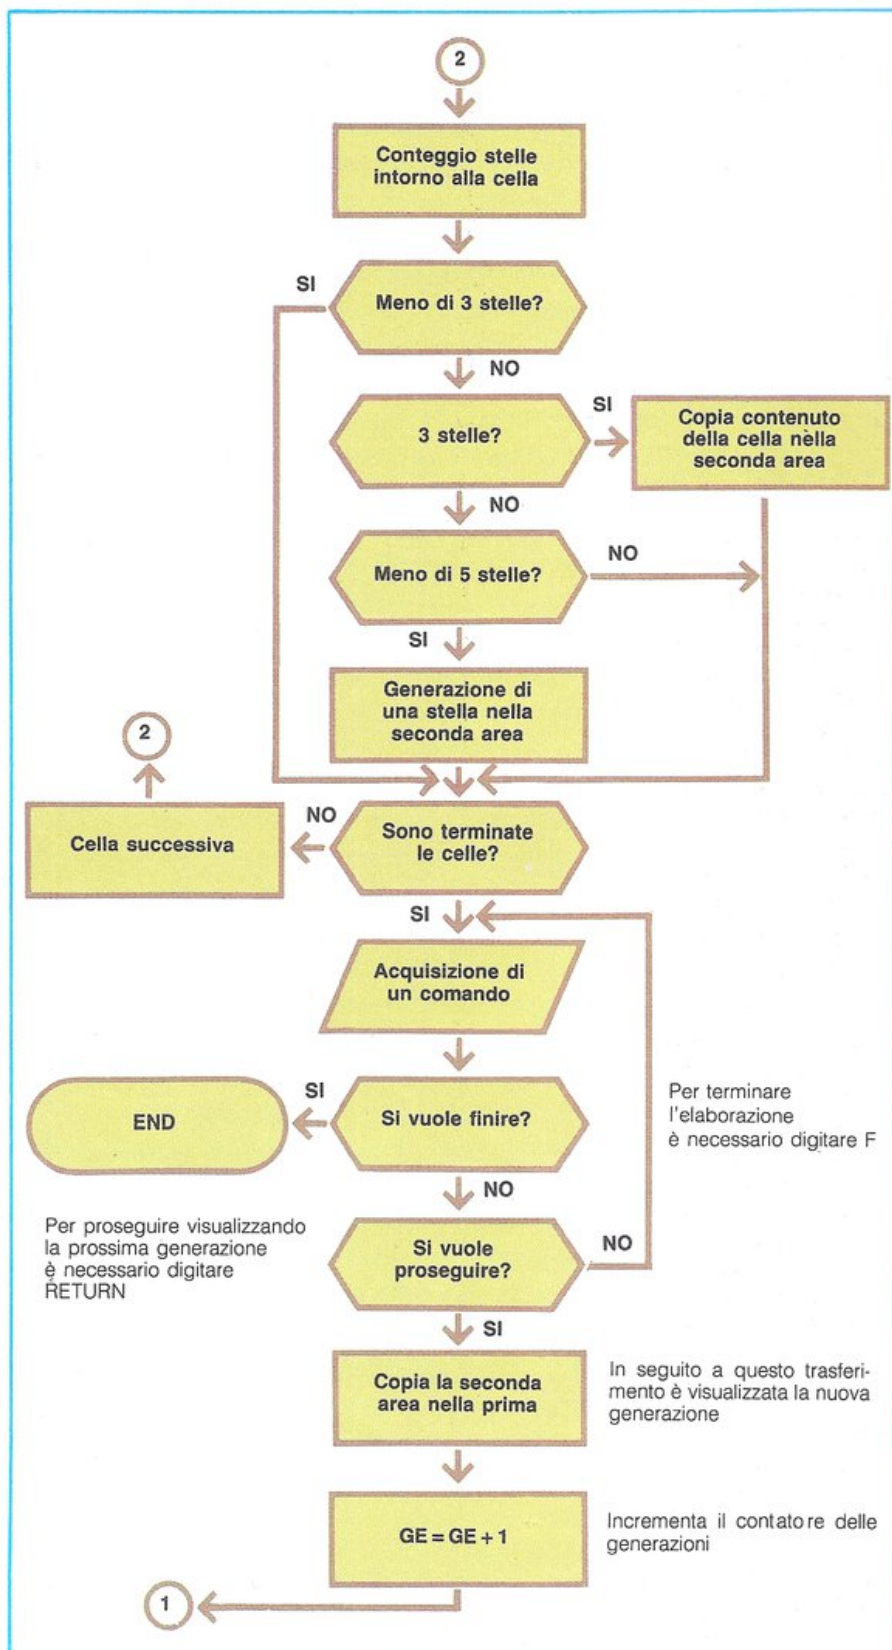 2
Conteggio stelle
intorno alla cella
SI
Meno di 3 stelle?
NO
3 stelle?
SI
Copia contenuto
della cella nella
seconda area
NO
Meno di 5 stelle?
NO
SI
Generazione di
una stella nella
seconda area
2
Cella successiva
NO
Sono terminate
le celle?
SI
Acquisizione di
un comando
END
SI
Si vuole finire?
Per terminare
l'elaborazione
è necessario digitare F
NO
Per proseguire visualizzando
la prossima generazione
è necessario digitare
RETURN
Si vuole
proseguire?
NO
SI
Copia la seconda
area nella prima
In seguito a questo trasferi-
mento è visualizzata la nuova
generazione
GE = GE + 1
Incrementa il contatore delle
generazioni
1